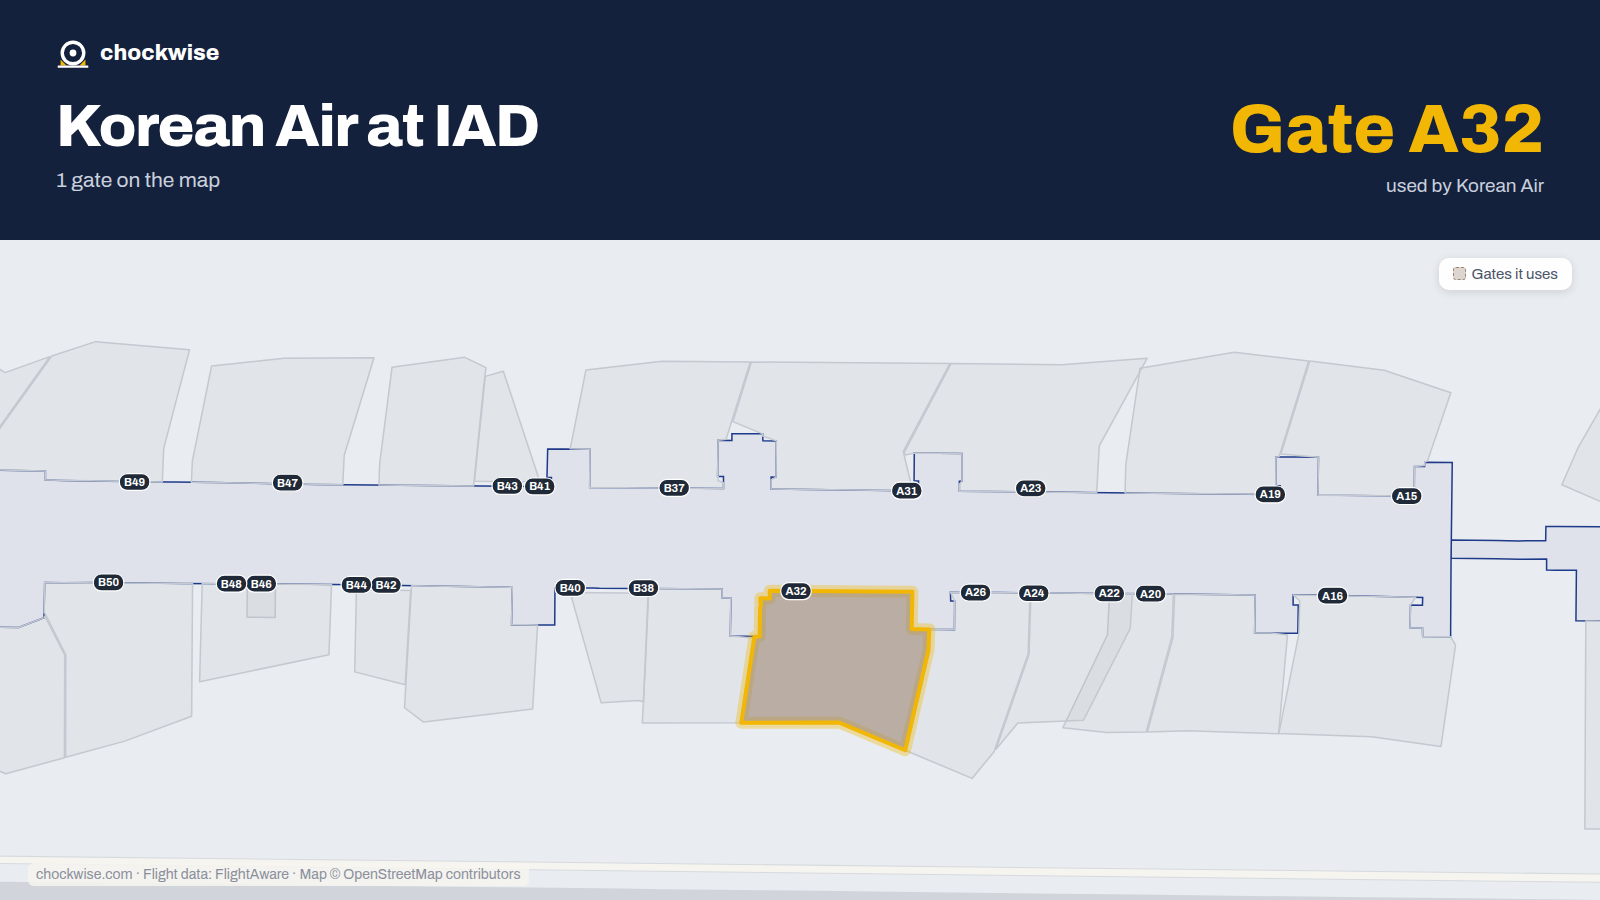 chockwise
Korean Air at IAD
1 gate on the map
Gate A32
used by Korean Air
Gates it uses
B49
B47
B43
B41
B37
A31
A23
A19
A15
B50
B48
B46
B44
B42
B40
B38
A32
A26
A24
A22
A20
A16
chockwise.com · Flight data: FlightAware · Map © OpenStreetMap contributors